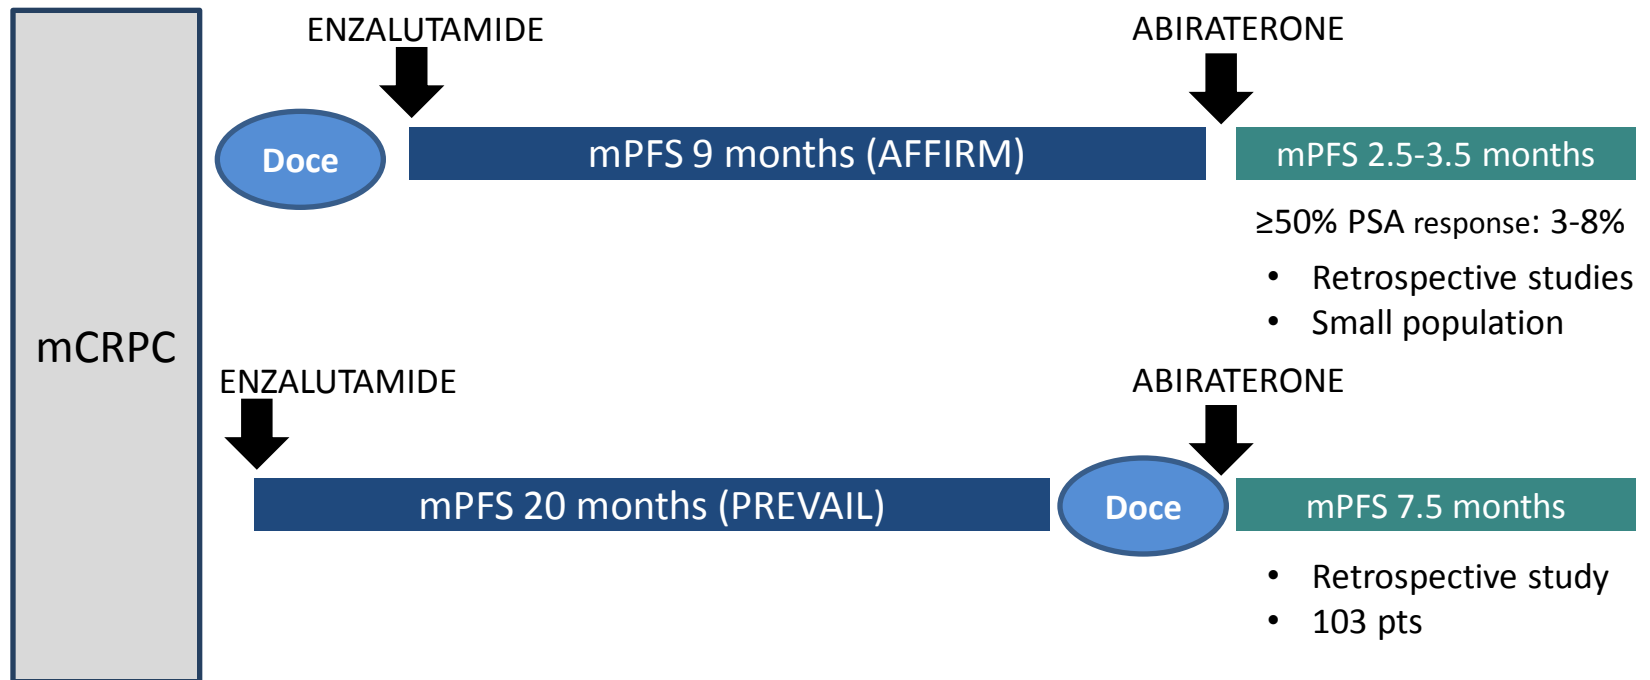 mCRPC
ENZALUTAMIDE
ABIRATERONE
Doce
mPFS 9 months (AFFIRM)
mPFS 2.5-3.5 months
≥50% PSA response: 3-8%
• Retrospective studies
• Small population
ENZALUTAMIDE
ABIRATERONE
mPFS 20 months (PREVAIL)
Doce
mPFS 7.5 months
• Retrospective study
• 103 pts